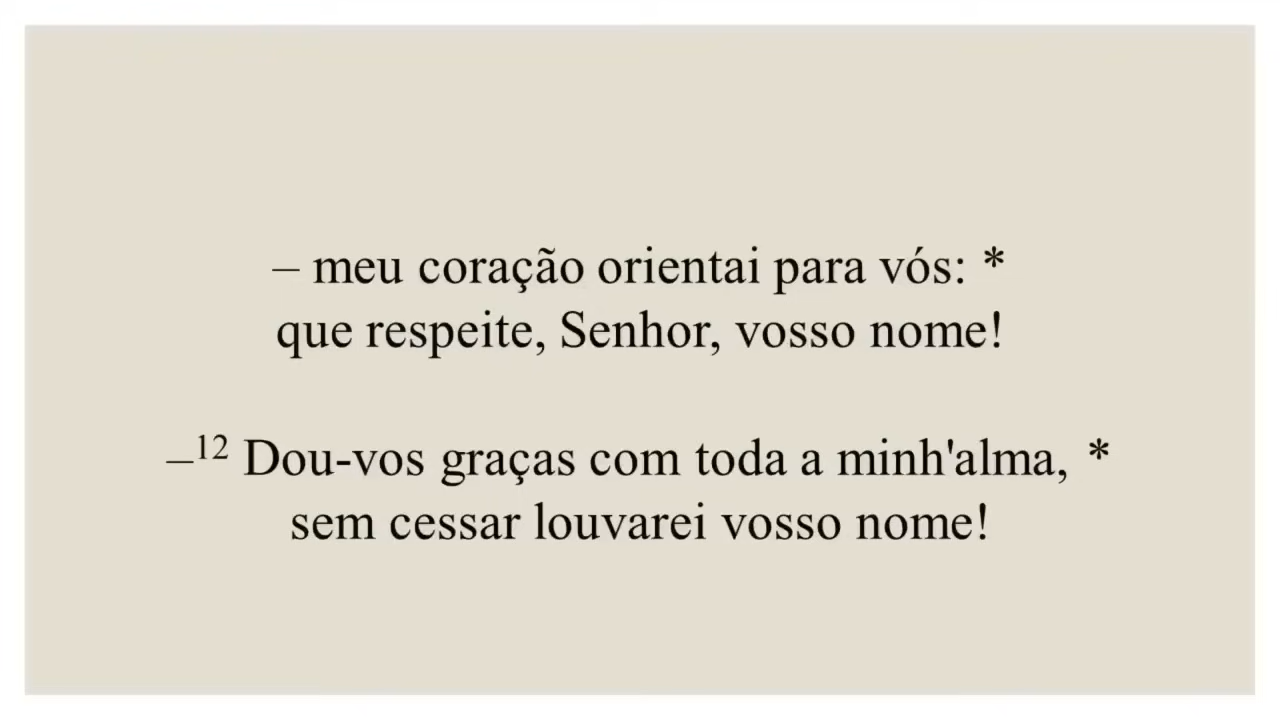 – meu coração orientai para vós: *
que respeite, Senhor, vosso nome!
–¹² Dou-vos graças com toda a minh'alma, *
sem cessar louvarei vosso nome!